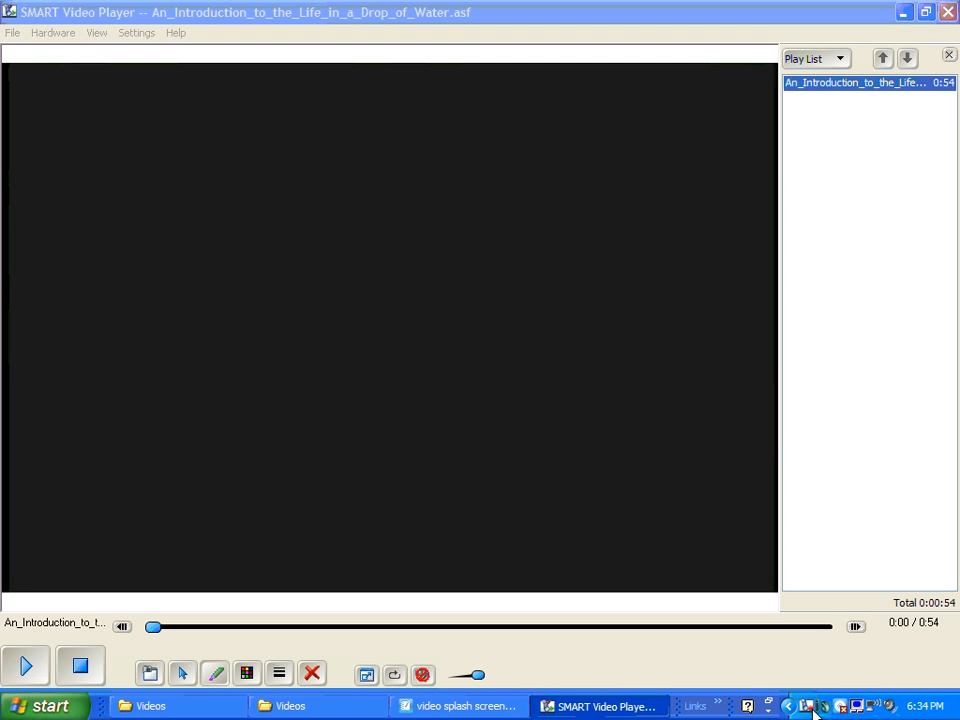 SMART Video Player -- An_Introduction_to_the_Life_in_a_Drop_of_Water.asf
File Hardware View Settings Help
Play List
An_Introduction_to_the_Life... 0:54
Total 0:00:54
An_Introduction_to_t...
0:00 / 0:54
start
Videos
Videos
video splash screen...
SMART Video Playe...
Links
6:34 PM